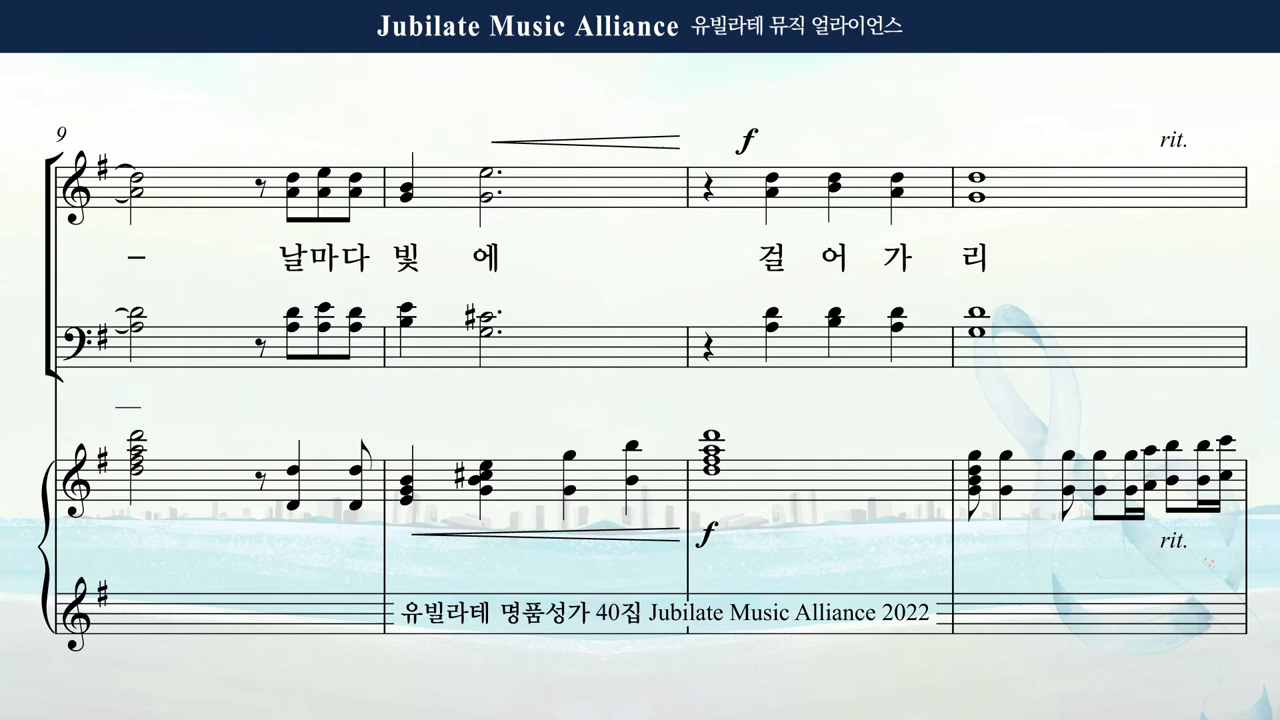 Jubilate Music Alliance 유빌라테 뮤직 얼라이언스
9
f
rit.
– 날마다 빛 에 걸 어 가 리
f
rit.
유빌라테 명품성가 40집 Jubilate Music Alliance 2022